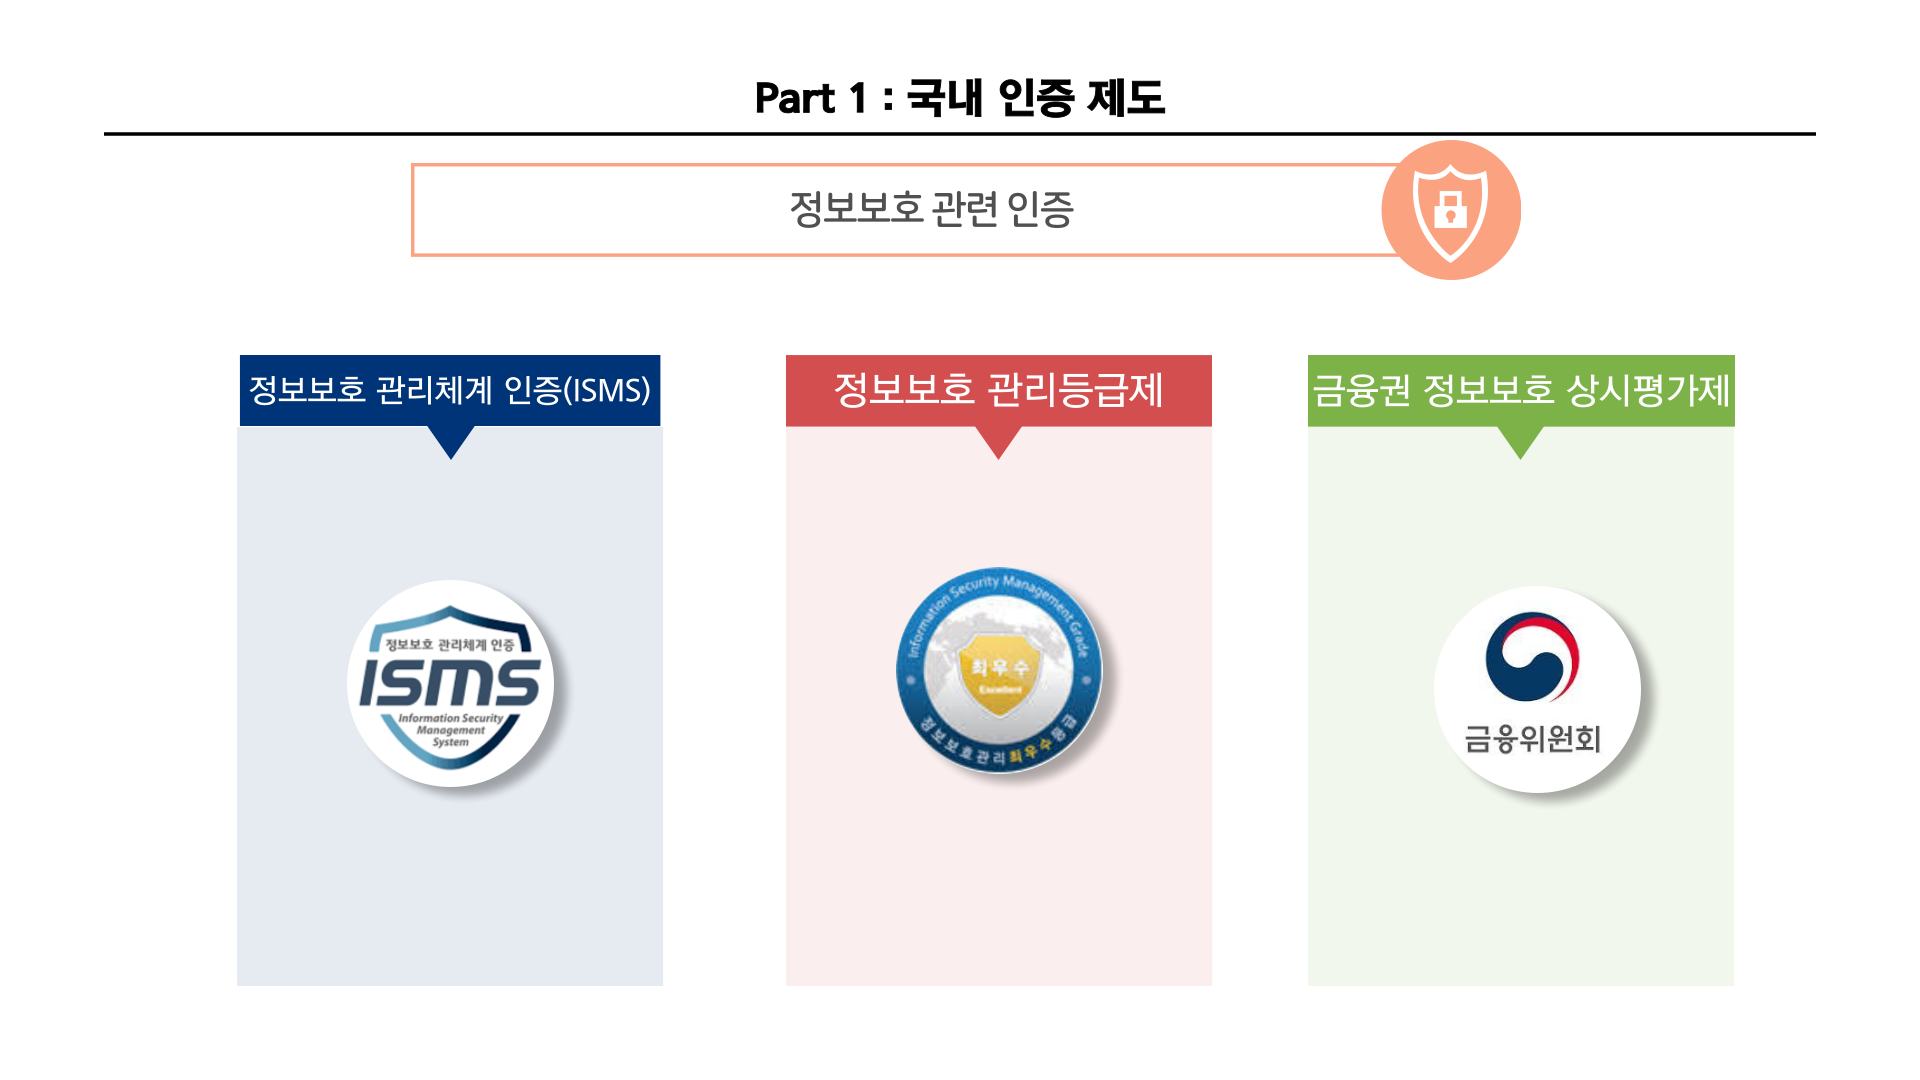 Part 1 : 국내 인증 제도
정보보호 관련 인증
정보보호 관리체계 인증(ISMS)
정보보호 관리등급제
금융권 정보보호 상시평가제
정보보호 관리체계 인증
ISMS
Information Security
Management
System
Information Security Management Grade
최우수
Excellent
정보보호관리최우수등급
금융위원회